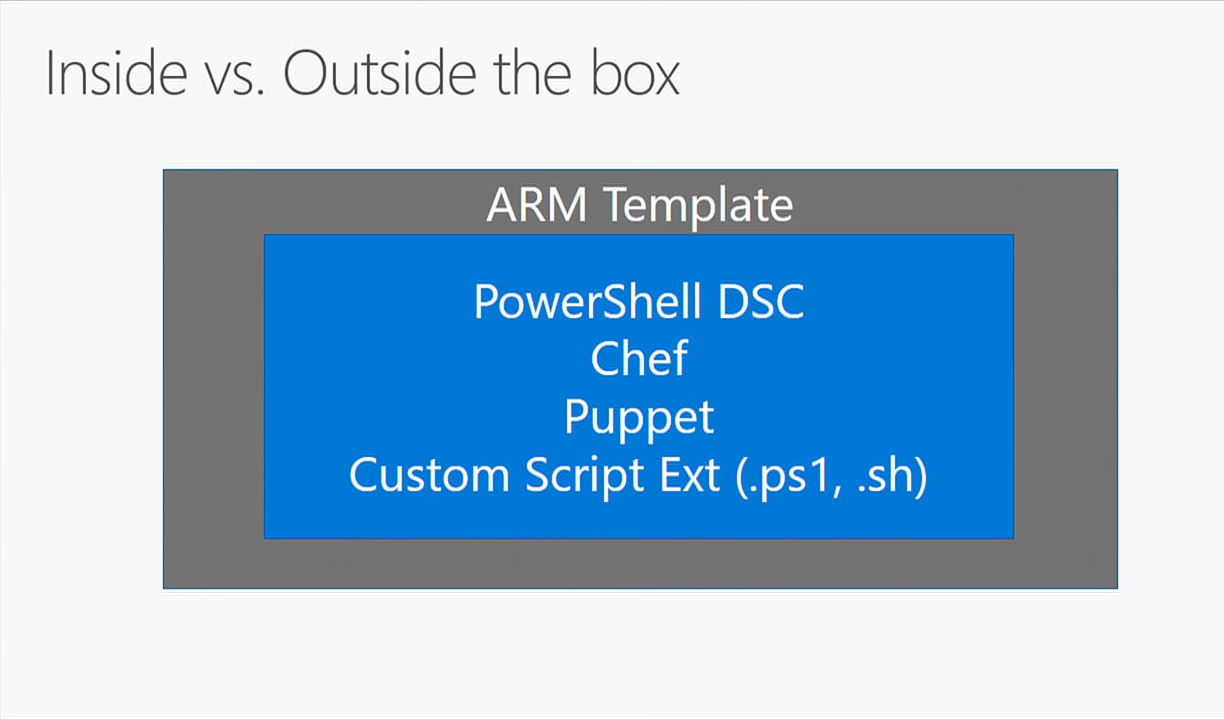 Inside vs. Outside the box
ARM Template
PowerShell DSC
Chef
Puppet
Custom Script Ext (.ps1, .sh)